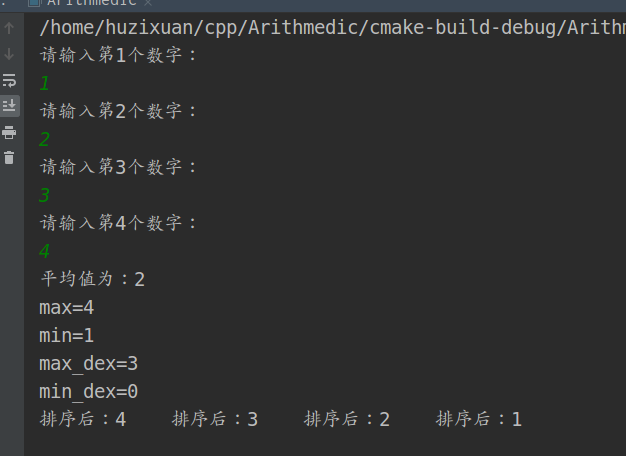 Arithmedic
/home/huzixuan/cpp/Arithmedic/cmake-build-debug/Arithm
请输入第1个数字：
1
请输入第2个数字：
2
请输入第3个数字：
3
请输入第4个数字：
4
平均值为：2
max=4
min=1
max_dex=3
min_dex=0
排序后：4    排序后：3    排序后：2    排序后：1